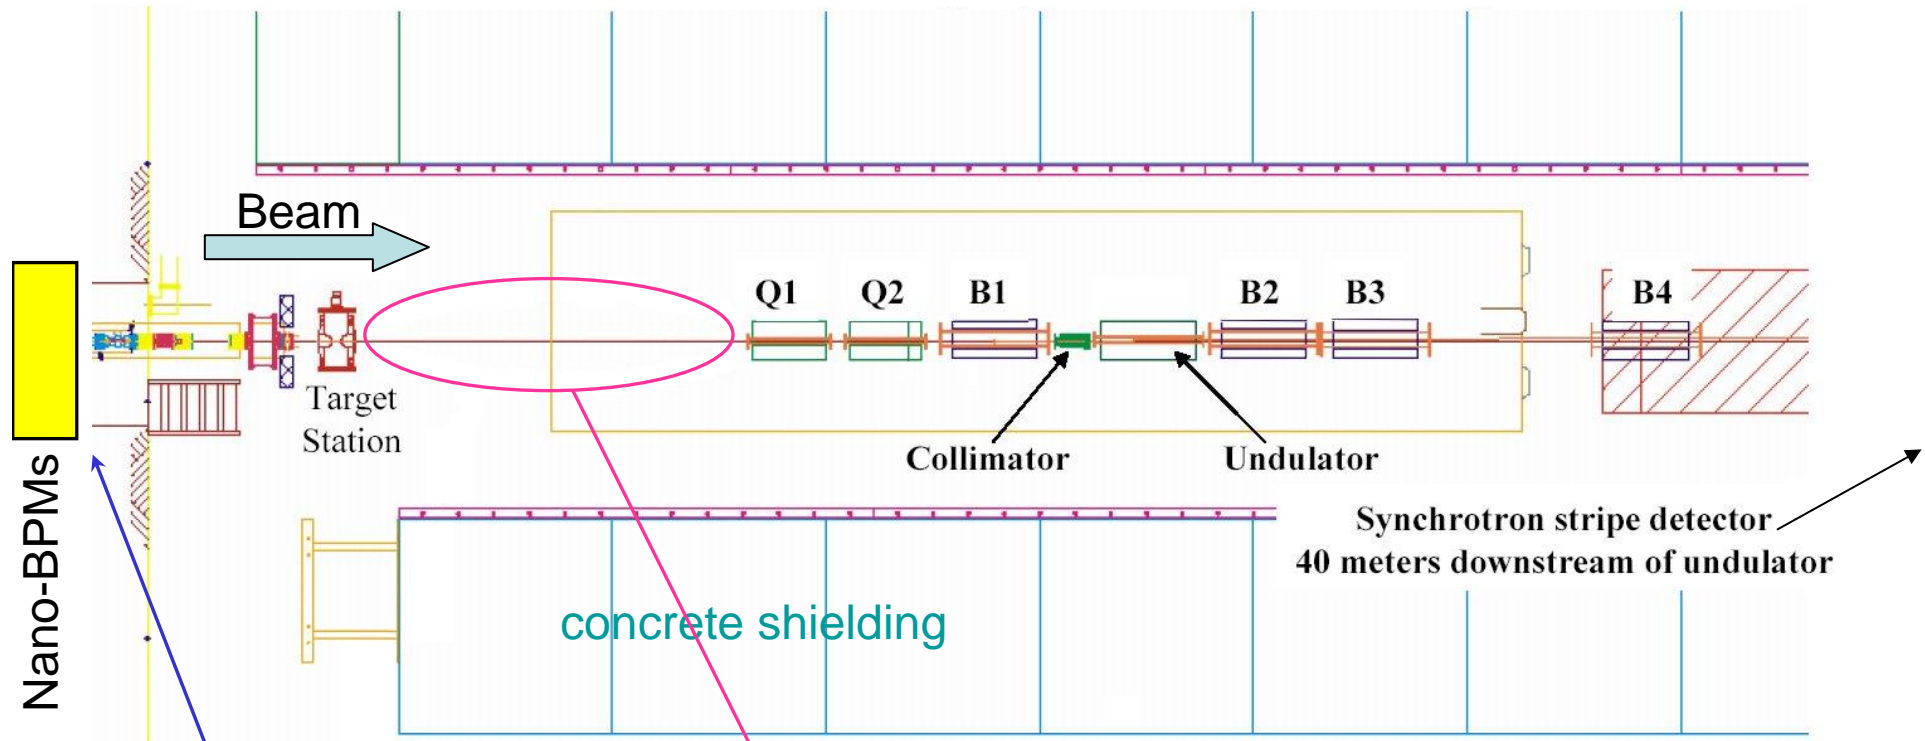 Beam
Nano-BPMs
Target
Station
Q1
Q2
B1
B2
B3
B4
Collimator
Undulator
Synchrotron stripe detector
40 meters downstream of undulator
concrete shielding